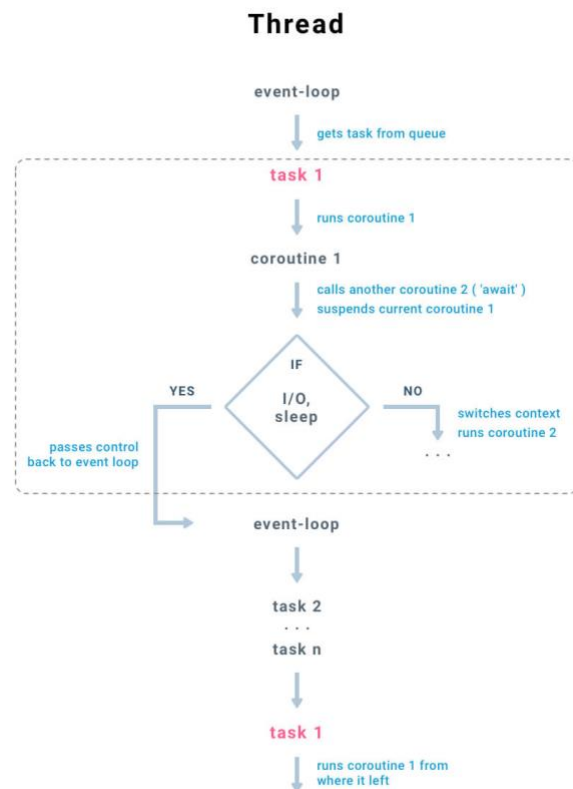 Thread
event-loop
gets task from queue
task 1
runs coroutine 1
coroutine 1
calls another coroutine 2 ( 'await' )
suspends current coroutine 1
IF
I/O,
sleep
YES
NO
passes control
back to event loop
switches context
runs coroutine 2
. . .
event-loop
task 2
. . .
task n
task 1
runs coroutine 1 from
where it left